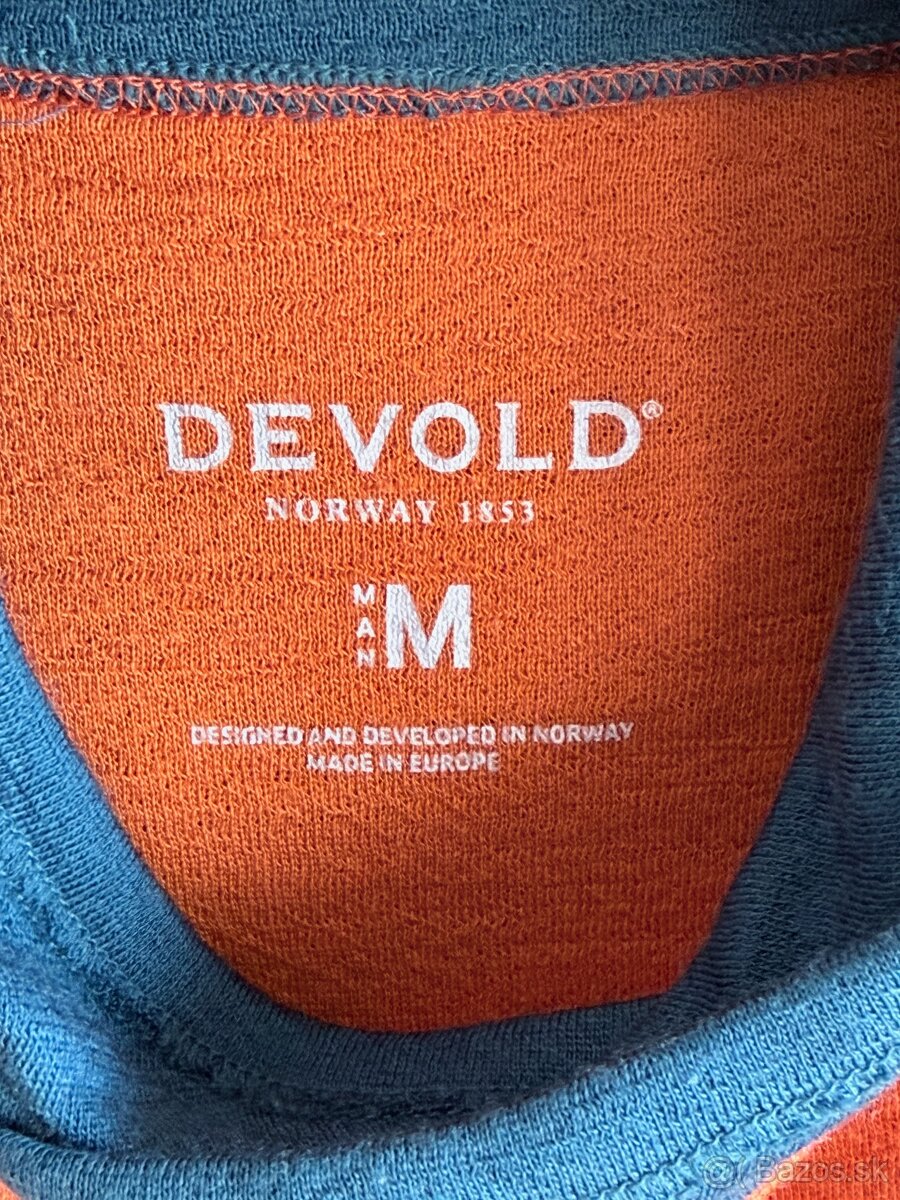 DEVOLD®
NORWAY 1853
MAN M
DESIGNED AND DEVELOPED IN NORWAY
MADE IN EUROPE
@ Bazos.sk